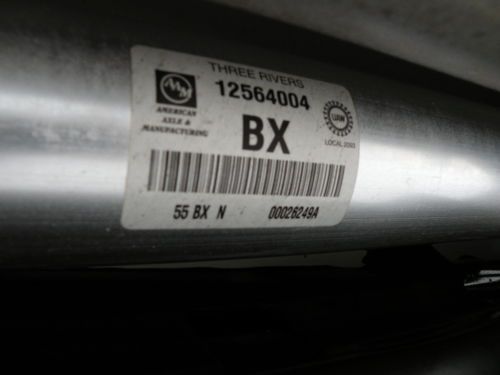 THREE RIVERS
12564004
AMERICAN
AXLE &
MANUFACTURING
BX
UAW
LOCAL 2093
55 BX N 00026249A